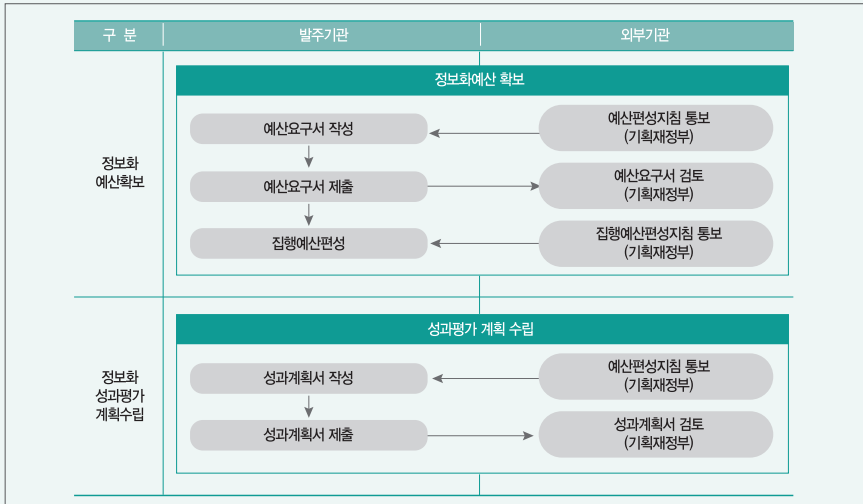 구 분
발주기관
외부기관
정보화
예산확보
정보화예산 확보
예산요구서 작성
예산편성지침 통보
(기획재정부)
예산요구서 제출
예산요구서 검토
(기획재정부)
집행예산편성
집행예산편성지침 통보
(기획재정부)
정보화
성과평가
계획수립
성과평가 계획 수립
성과계획서 작성
예산편성지침 통보
(기획재정부)
성과계획서 제출
성과계획서 검토
(기획재정부)